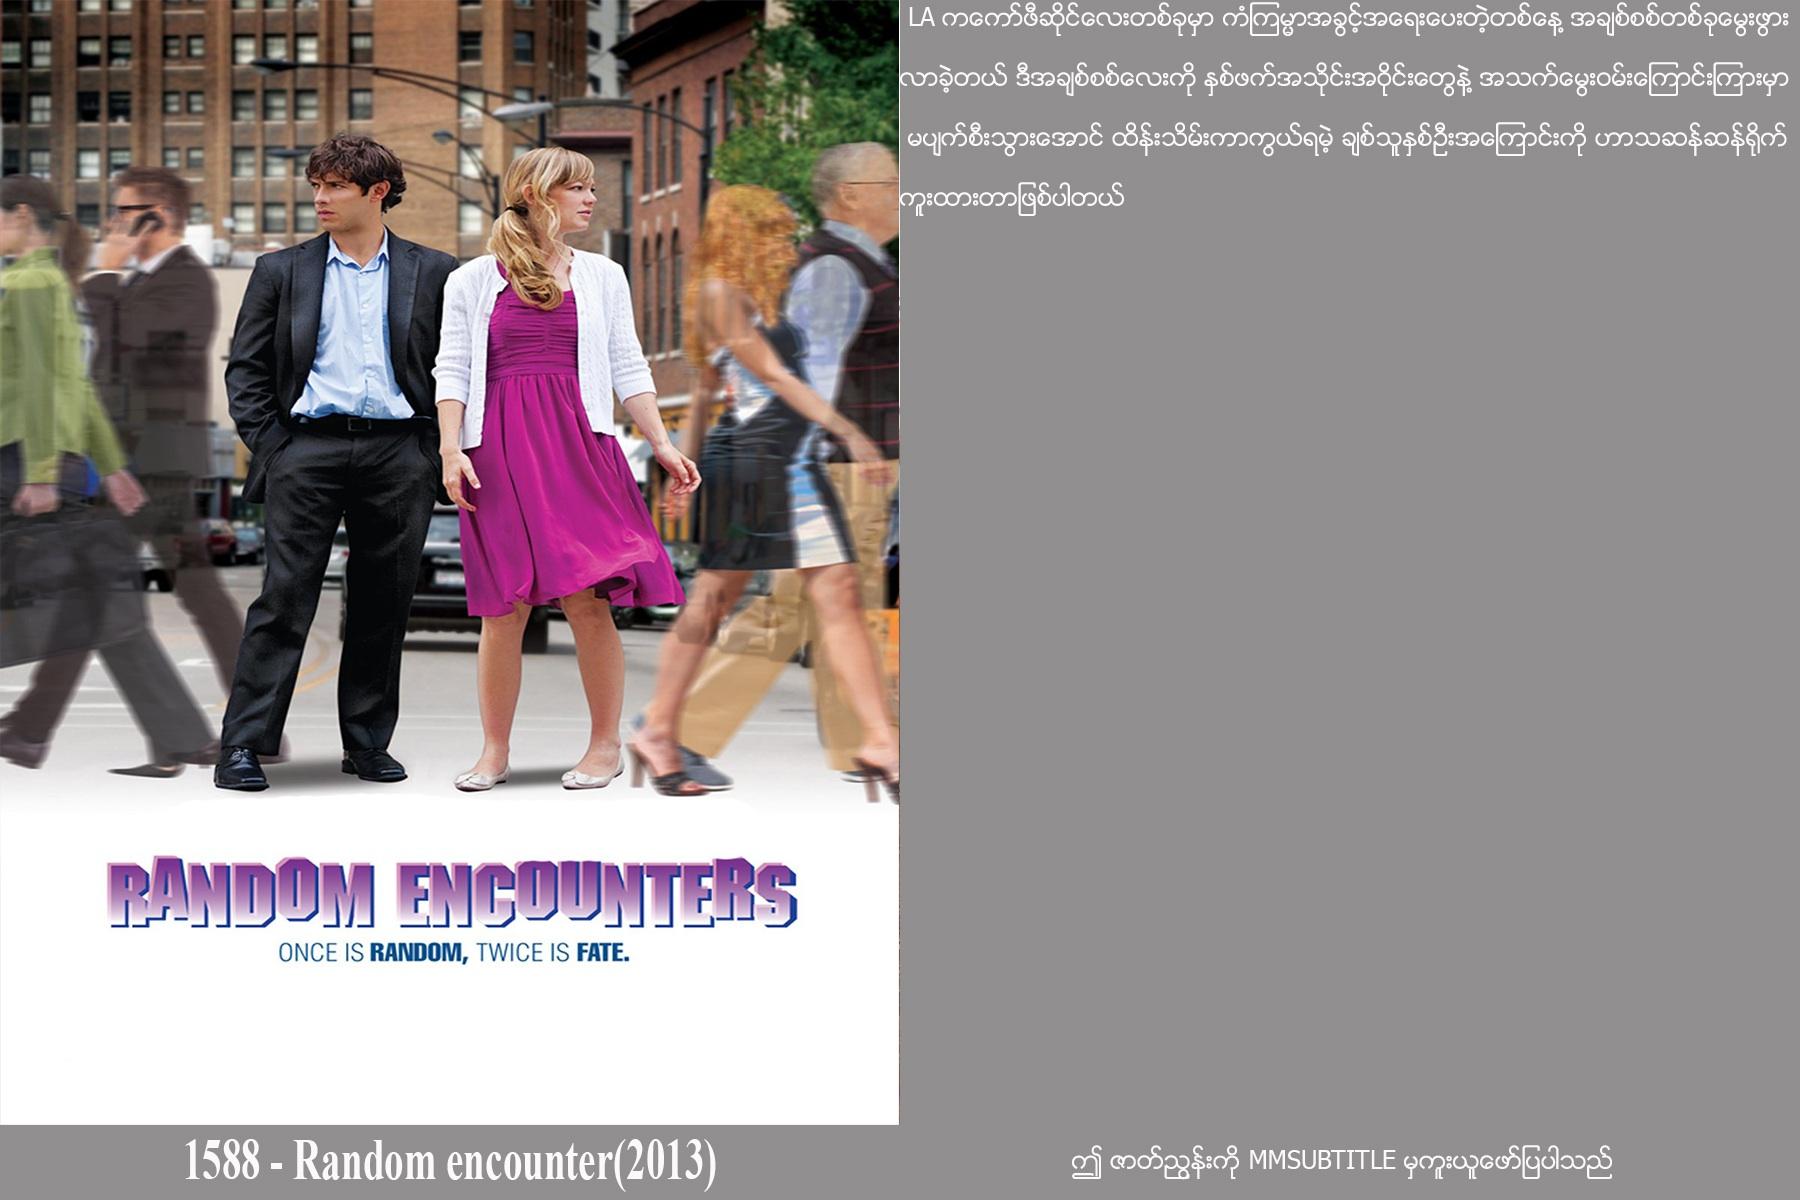 LA ကကော်ဖီဆိုင်လေးတစ်ခုမှာ ကံကြမ္မာအခွင့်အရေးပေးတဲ့တစ်နေ့ အချစ်စစ်တစ်ခုမွေးဖွား
လာခဲ့တယ် ဒီအချစ်စစ်လေးကို နှစ်ဖက်အသိုင်းအဝိုင်းတွေနဲ့ အသက်မွေးဝမ်းကြောင်းကြားမှာ
မပျက်စီးသွားအောင် ထိန်းသိမ်းကာကွယ်ရမဲ့ ချစ်သူနှစ်ဦးအကြောင်းကို ဟာသဆန်ဆန်ရိုက်
ကူးထားတာဖြစ်ပါတယ်
RANDOM ENCOUNTERS
ONCE IS RANDOM, TWICE IS FATE.
1588 - Random encounter(2013)
ဤ ဇာတ်ညွှန်းကို MMSUBTITLE မှကူးယူဖော်ပြပါသည်